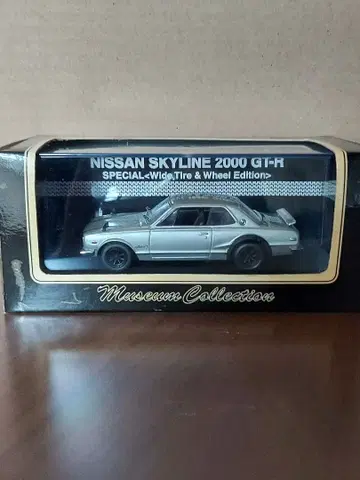 NISSAN SKYLINE 2000 GT-R
SPECIAL<Wide Tire & Wheel Edition>
Museum Collection